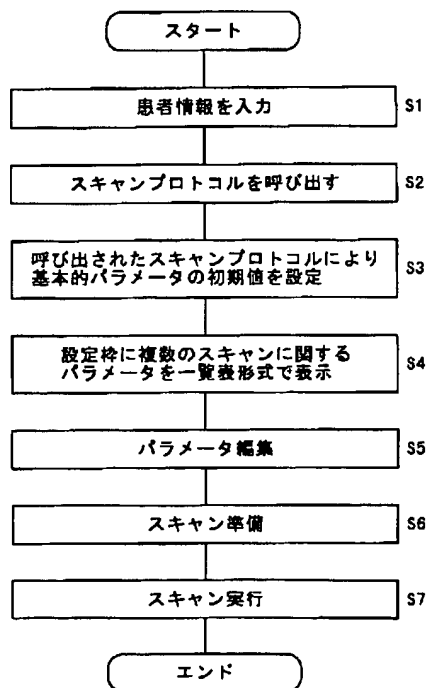 スタート
患者情報を入力 S1
スキャンプロトコルを呼び出す S2
呼び出されたスキャンプロトコルにより
基本的パラメータの初期値を設定 S3
設定枠に複数のスキャンに関する
パラメータを一覧表形式で表示 S4
パラメータ編集 S5
スキャン準備 S6
スキャン実行 S7
エンド